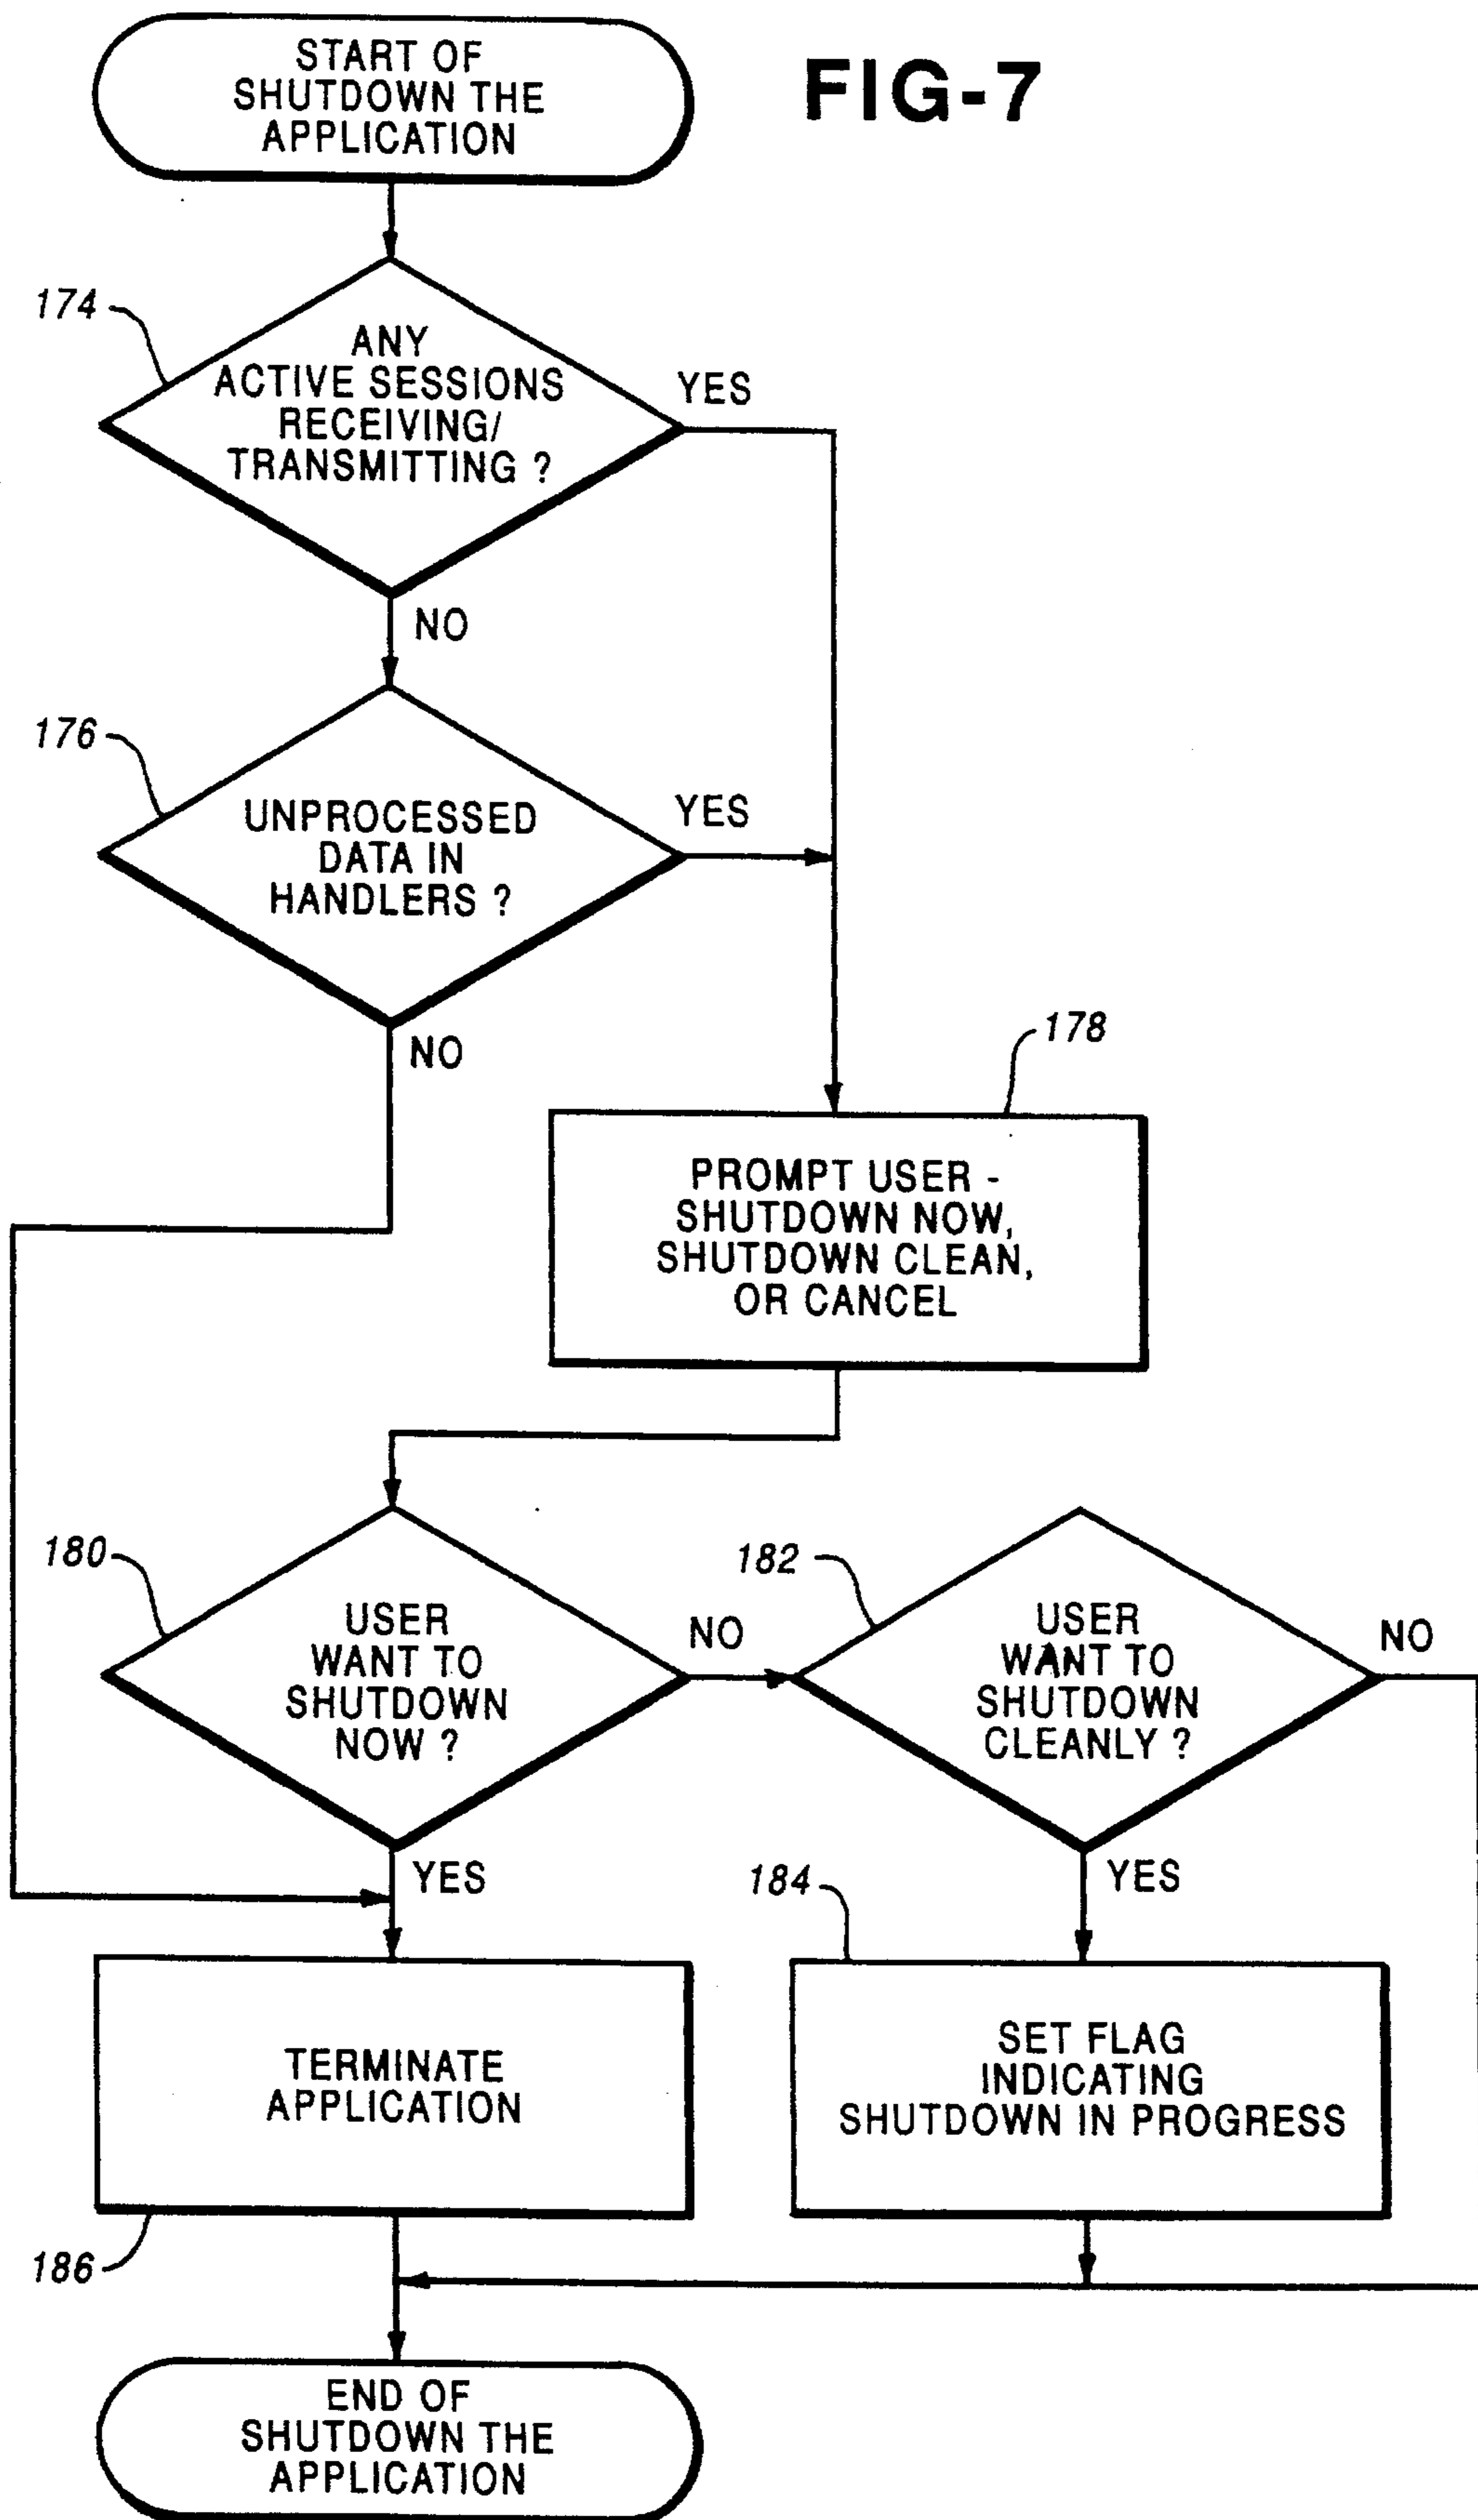 START OF
SHUTDOWN THE
APPLICATION
FIG-7
174
ANY
ACTIVE SESSIONS
RECEIVING/
TRANSMITTING ?
YES
NO
176
UNPROCESSED
DATA IN
HANDLERS ?
YES
NO
178
PROMPT USER -
SHUTDOWN NOW,
SHUTDOWN CLEAN,
OR CANCEL
180
USER
WANT TO
SHUTDOWN
NOW ?
NO
182
USER
WANT TO
SHUTDOWN
CLEANLY ?
NO
YES
184
YES
TERMINATE
APPLICATION
SET FLAG
INDICATING
SHUTDOWN IN PROGRESS
186
END OF
SHUTDOWN THE
APPLICATION